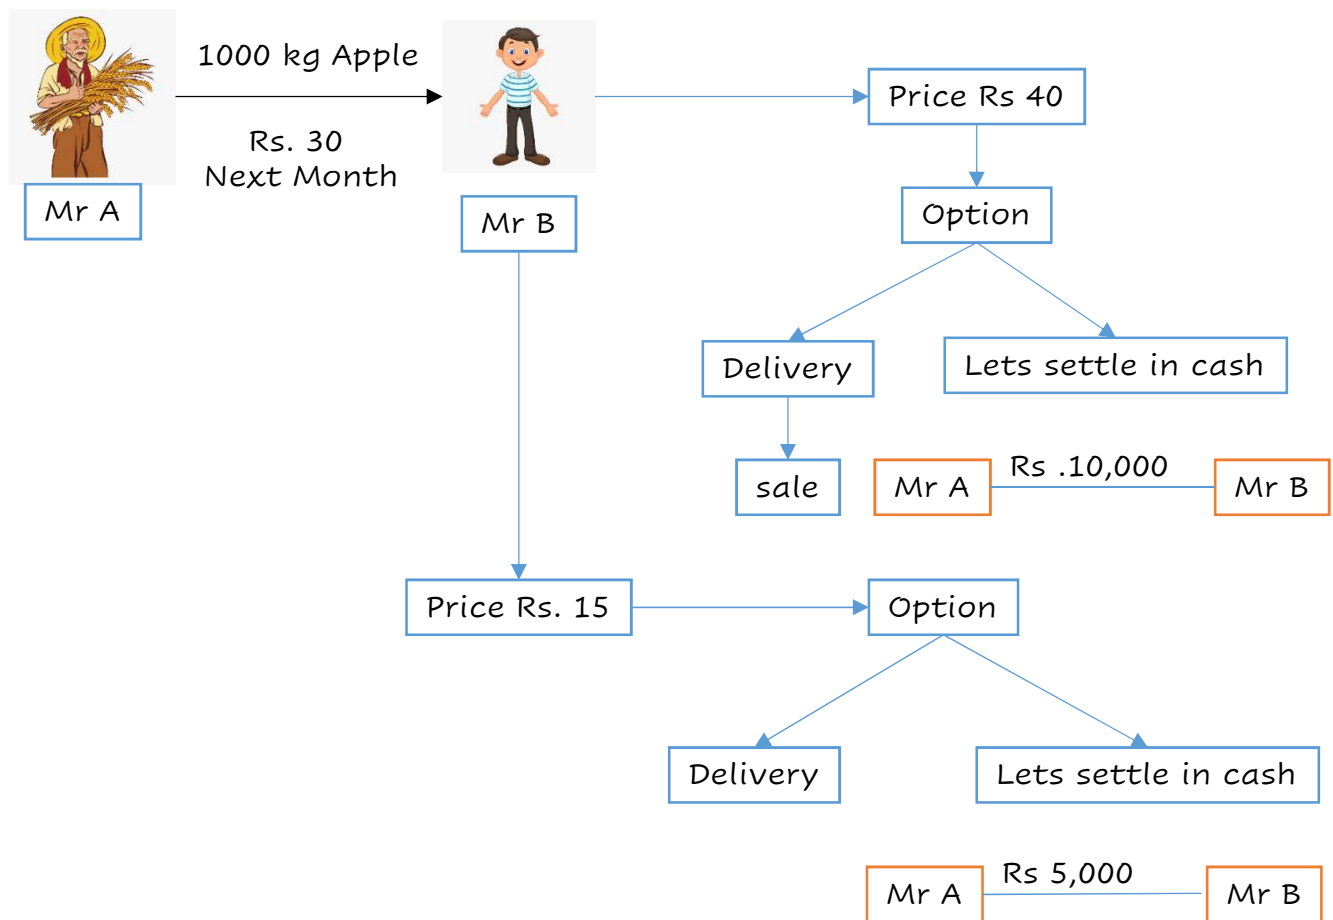 1000 kg Apple
Rs. 30
Next Month
Mr A
Mr B
Price Rs 40
Option
Delivery
Lets settle in cash
sale
Mr A
Rs .10,000
Mr B
Price Rs. 15
Option
Delivery
Lets settle in cash
Mr A
Rs 5,000
Mr B